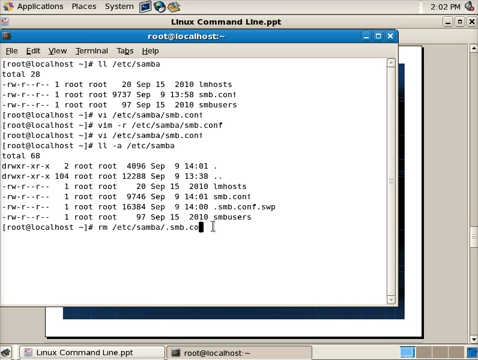 Applications Places System 2:02 PM
Linux Command Line.ppt
root@localhost:~
File Edit View Terminal Tabs Help
[root@localhost ~]# ll /etc/samba
total 28
-rw-r--r-- 1 root root 20 Sep 15 2010 lmhosts
-rw-r--r-- 1 root root 9737 Sep 9 13:58 smb.conf
-rw-r--r-- 1 root root 97 Sep 15 2010 smbusers
[root@localhost ~]# vi /etc/samba/smb.conf
[root@localhost ~]# vim -r /etc/samba/smb.conf
[root@localhost ~]# vi /etc/samba/smb.conf
[root@localhost ~]# ll -a /etc/samba
total 68
drwxr-xr-x 2 root root 4096 Sep 9 14:01 .
drwxr-xr-x 104 root root 12288 Sep 9 13:38 ..
-rw-r--r-- 1 root root 20 Sep 15 2010 lmhosts
-rw-r--r-- 1 root root 9746 Sep 9 14:01 smb.conf
-rw-r--r-- 1 root root 16384 Sep 9 14:00 .smb.conf.swp
-rw-r--r-- 1 root root 97 Sep 15 2010 smbusers
[root@localhost ~]# rm /etc/samba/.smb.co
Linux Command Line.ppt
root@localhost:~